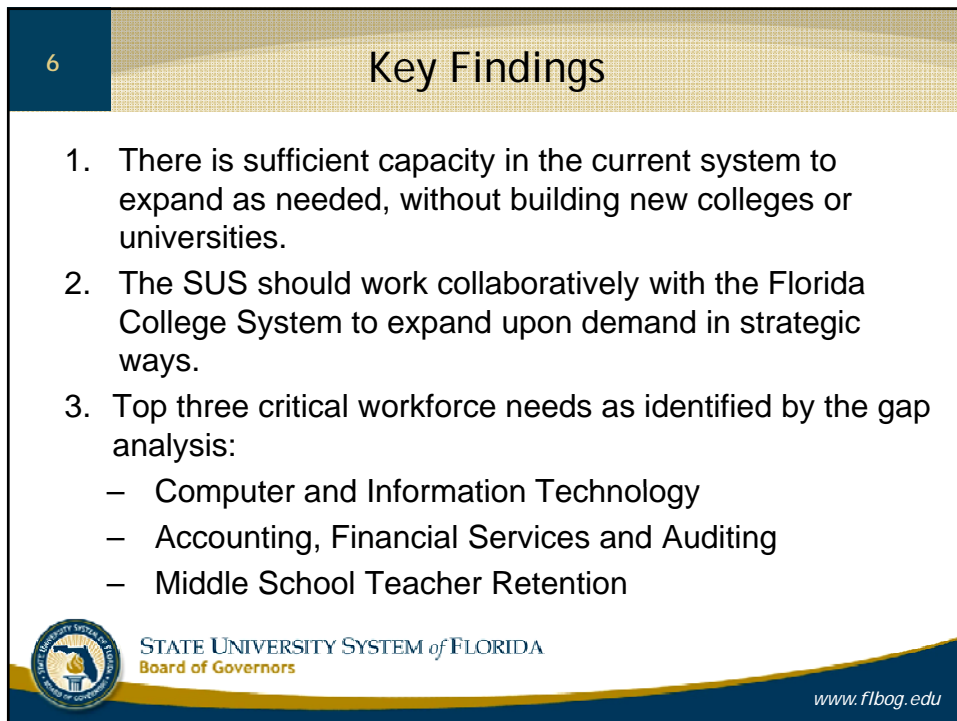 6
Key Findings
1. There is sufficient capacity in the current system to
expand as needed, without building new colleges or
universities.
2. The SUS should work collaboratively with the Florida
College System to expand upon demand in strategic
ways.
3. Top three critical workforce needs as identified by the gap
analysis:
– Computer and Information Technology
– Accounting, Financial Services and Auditing
– Middle School Teacher Retention
STATE UNIVERSITY SYSTEM of FLORIDA
Board of Governors
www.flbog.edu